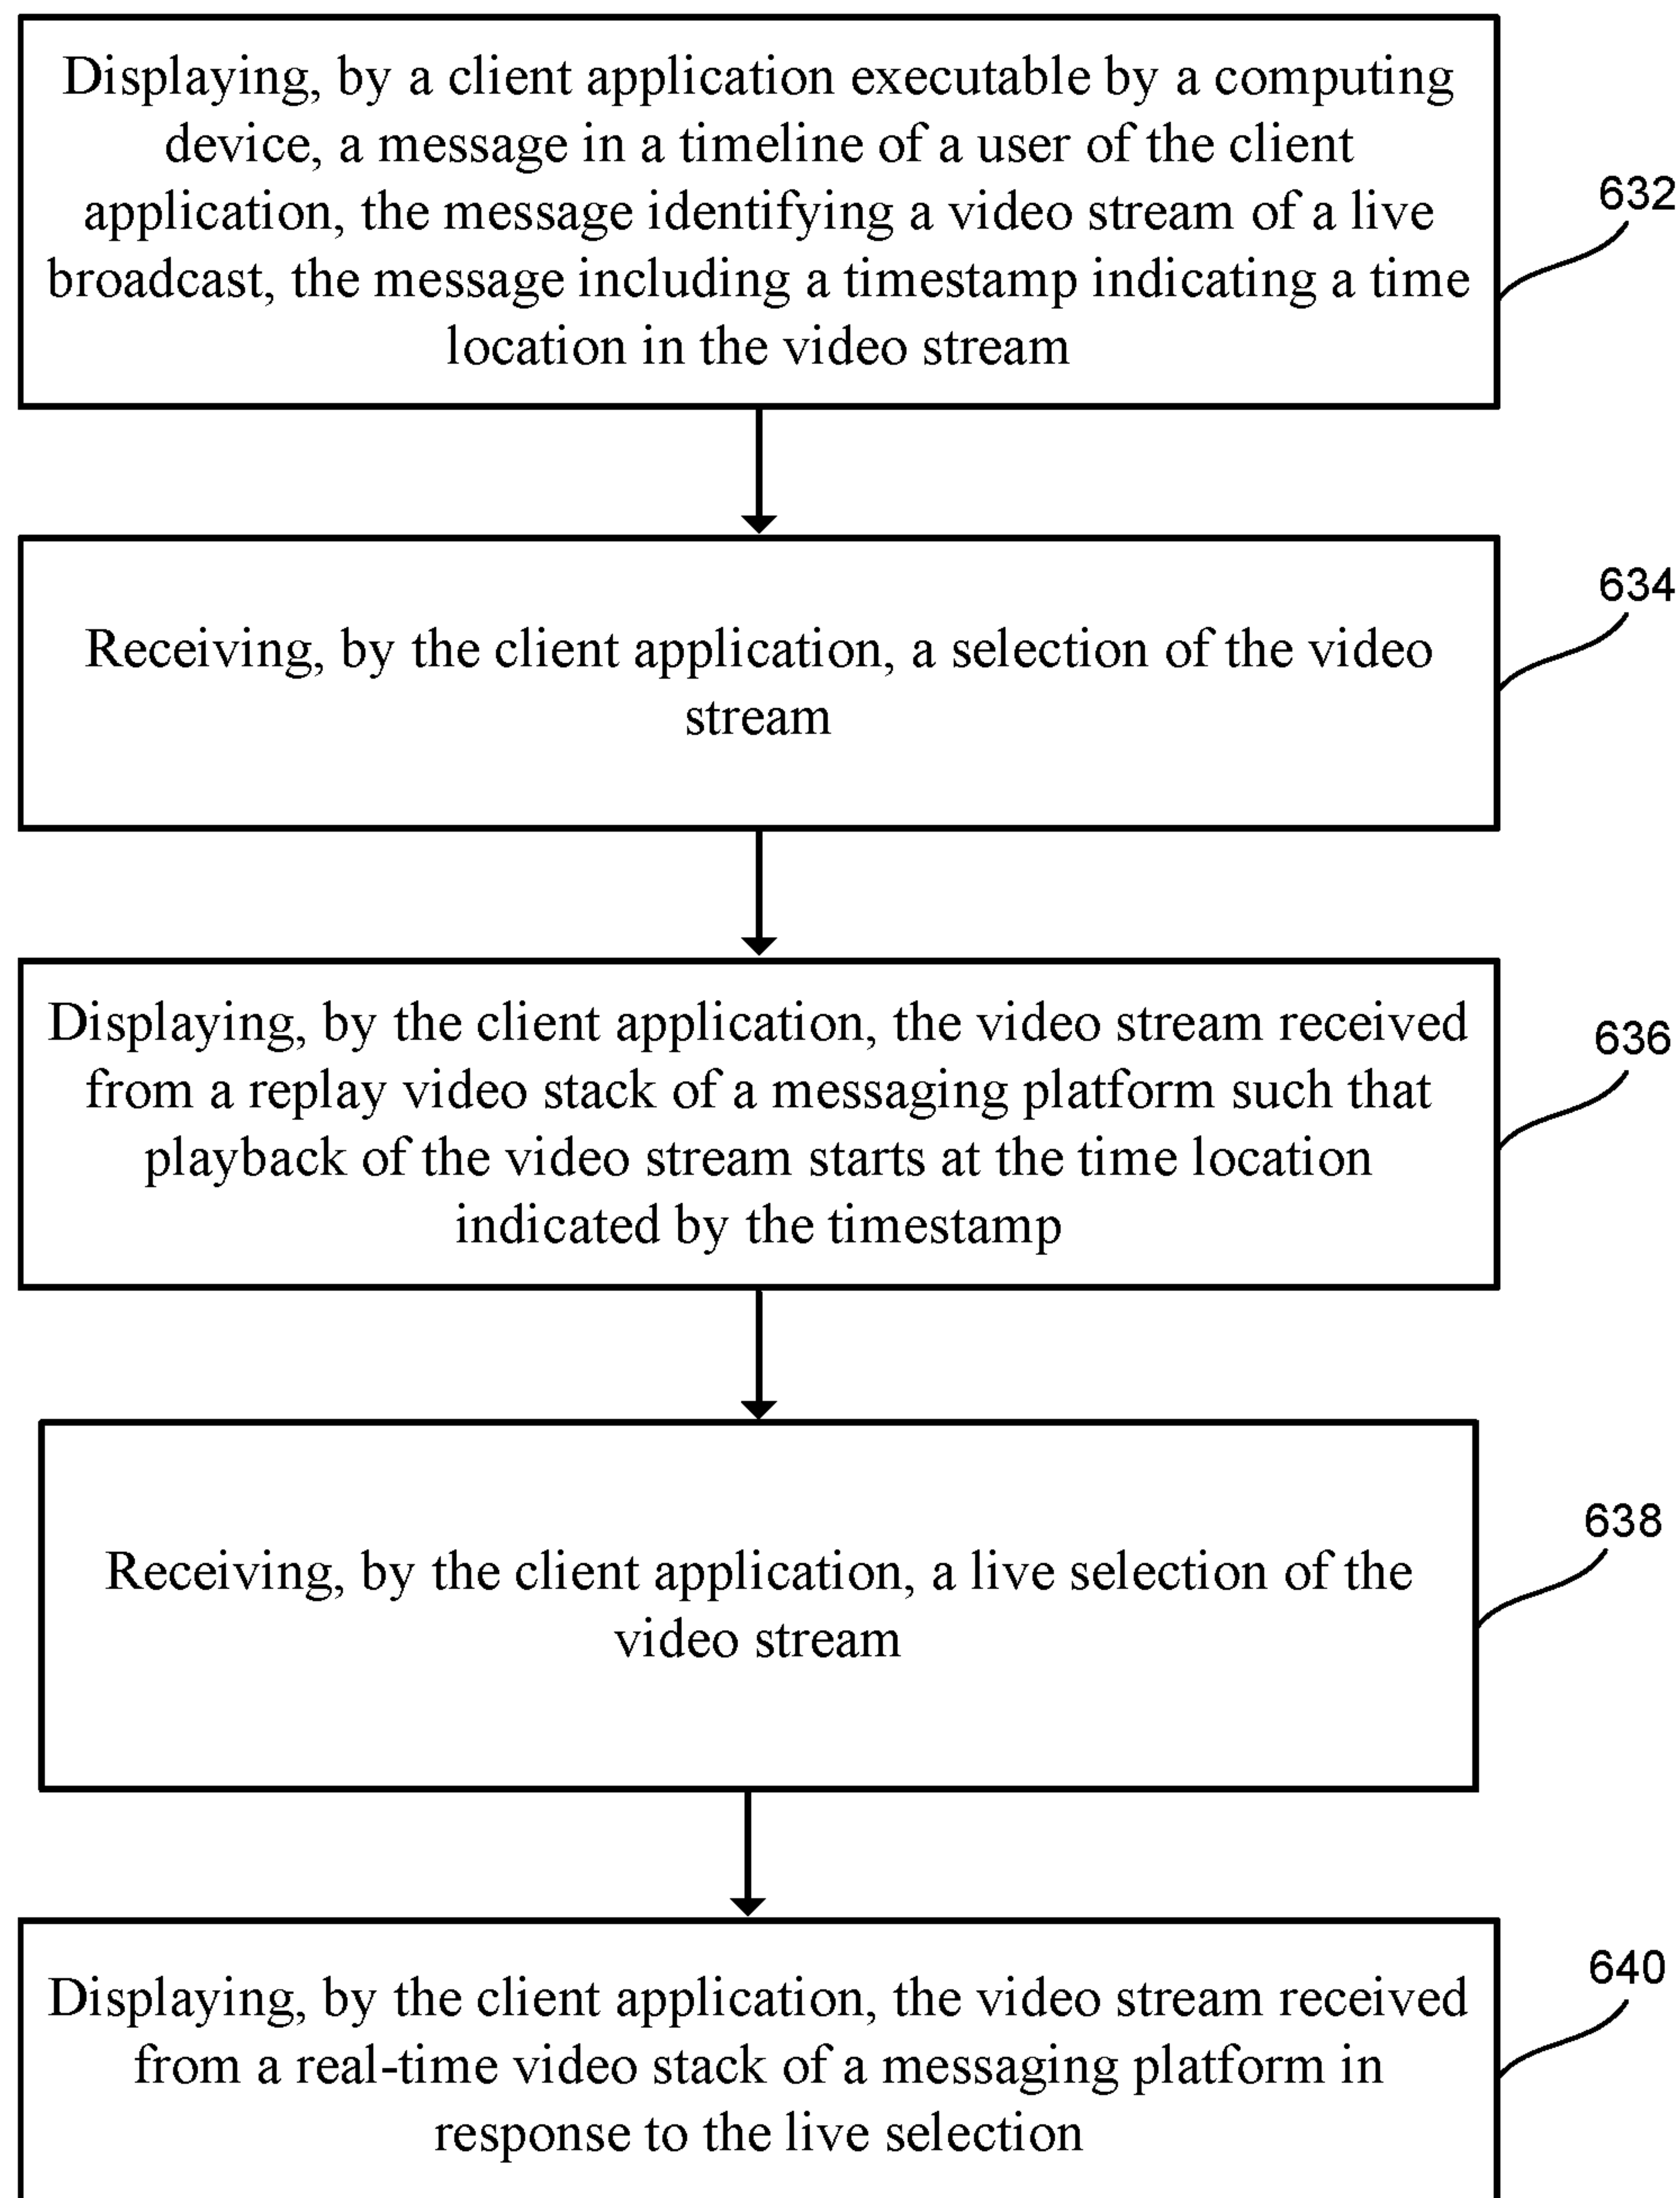 Displaying, by a client application executable by a computing
device, a message in a timeline of a user of the client
application, the message identifying a video stream of a live
broadcast, the message including a timestamp indicating a time
location in the video stream
632
Receiving, by the client application, a selection of the video
stream
634
Displaying, by the client application, the video stream received
from a replay video stack of a messaging platform such that
playback of the video stream starts at the time location
indicated by the timestamp
636
Receiving, by the client application, a live selection of the
video stream
638
Displaying, by the client application, the video stream received
from a real-time video stack of a messaging platform in
response to the live selection
640